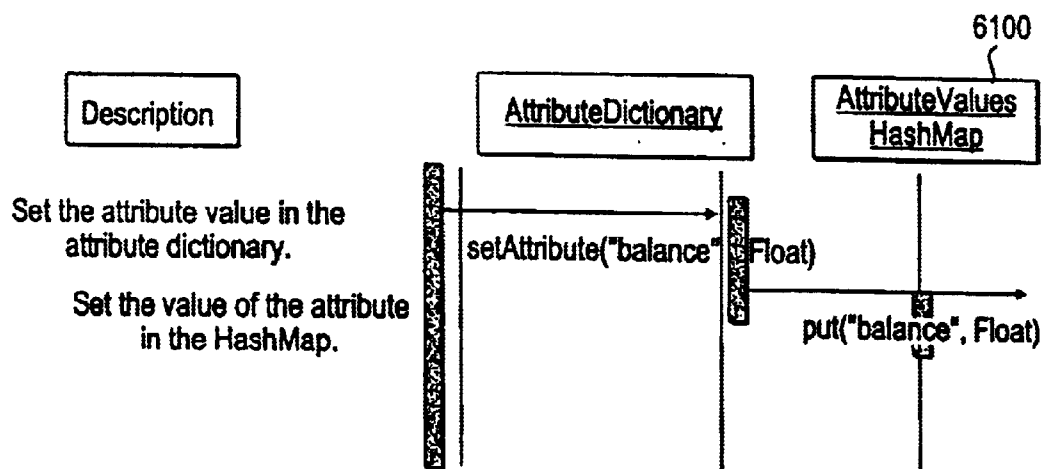 6100
Description
AttributeDictionary
AttributeValues
HashMap
Set the attribute value in the
attribute dictionary.
setAttribute("balance" Float)
Set the value of the attribute
in the HashMap.
put("balance", Float)